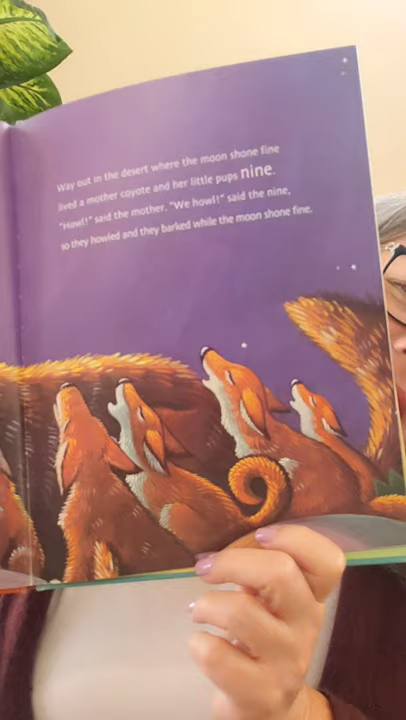 Way out in the desert where the moon shone fine
lived a mother coyote and her little pups nine.
"Howl!" said the mother. "We howl!" said the nine,
so they howled and they barked while the moon shone fine.